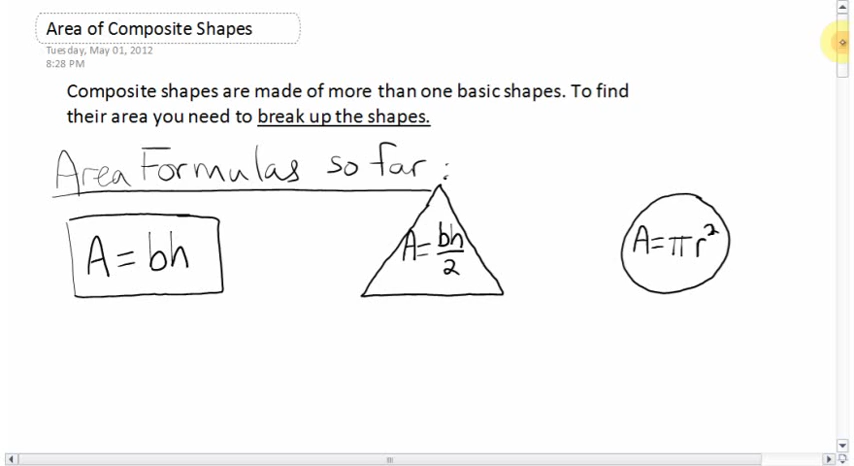 Area of Composite Shapes
Tuesday, May 01, 2012
8:28 PM
Composite shapes are made of more than one basic shapes. To find
their area you need to break up the shapes.
Area Formulas so far:
A = bh
A = bh/2
A = πr²